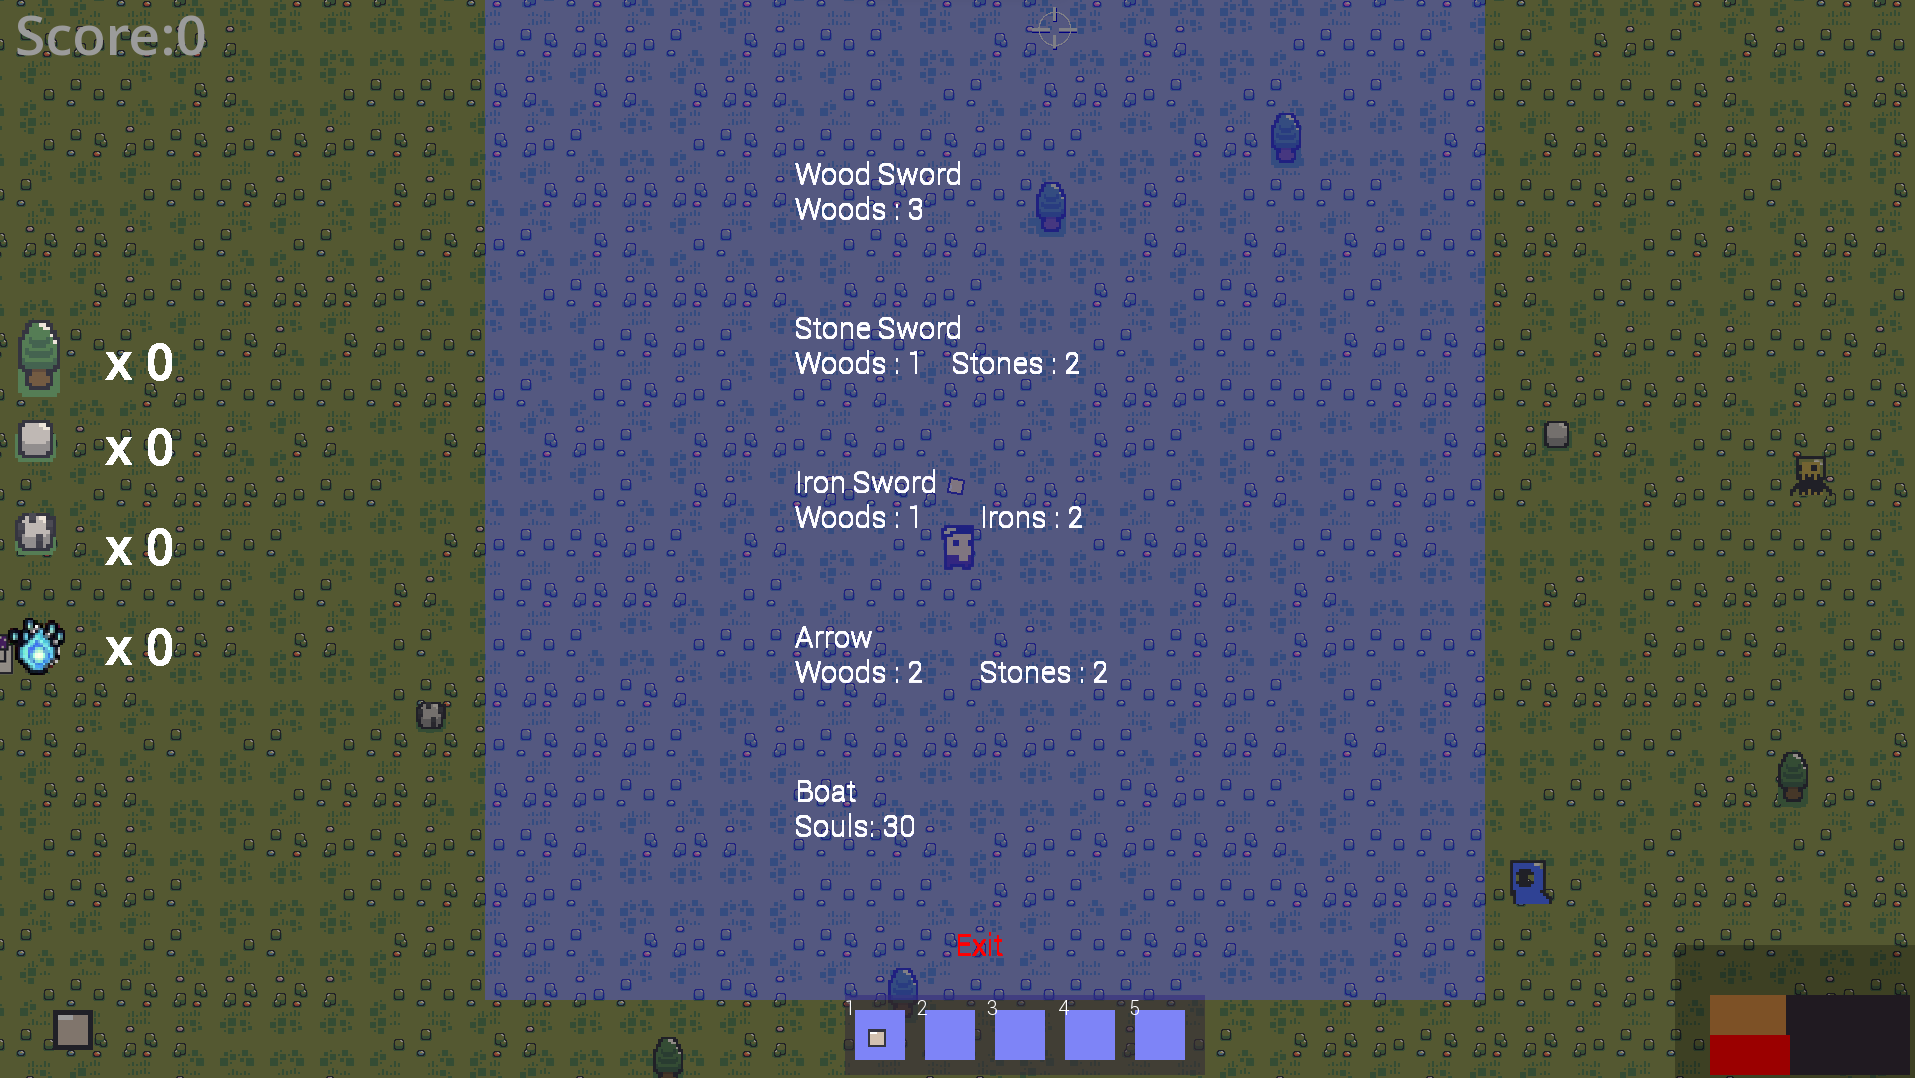 Score:0
Wood Sword
Woods : 3
Stone Sword
Woods : 1 Stones : 2
x 0
x 0
Iron Sword
Woods : 1 Irons : 2
x 0
Arrow
Woods : 2 Stones : 2
x 0
Boat
Souls: 30
Exit
1 2 3 4 5